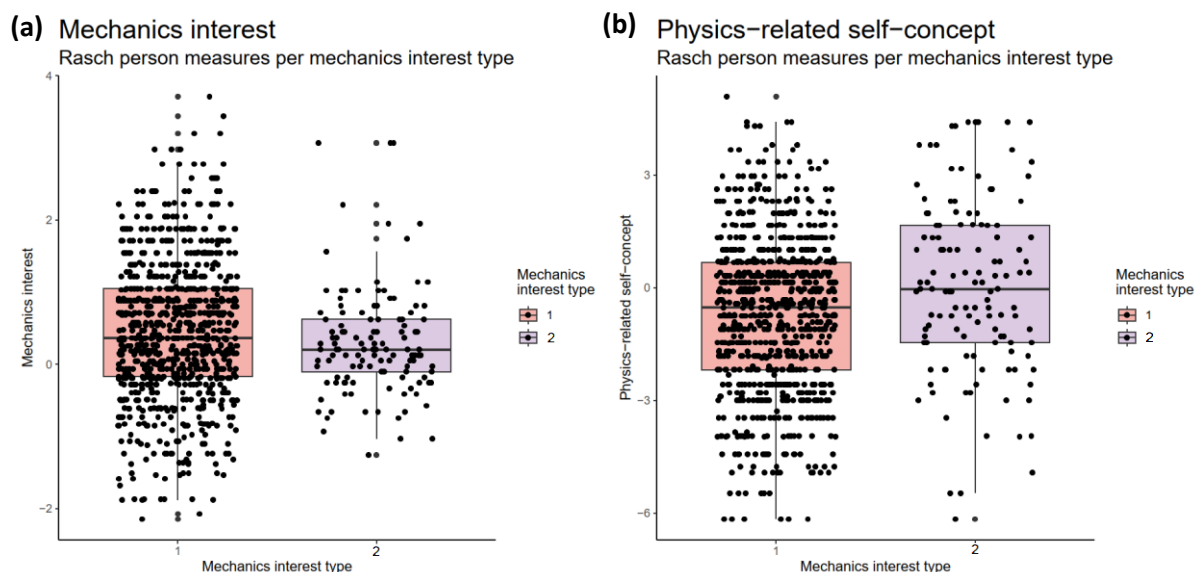 (a) Mechanics interest
Rasch person measures per mechanics interest type
4
2
0
−2
Mechanics interest
1
2
Mechanics interest type
Mechanics
interest type
1
2
(b) Physics−related self−concept
Rasch person measures per mechanics interest type
3
0
−3
−6
Physics−related self−concept
1
2
Mechanics interest type
Mechanics
interest type
1
2